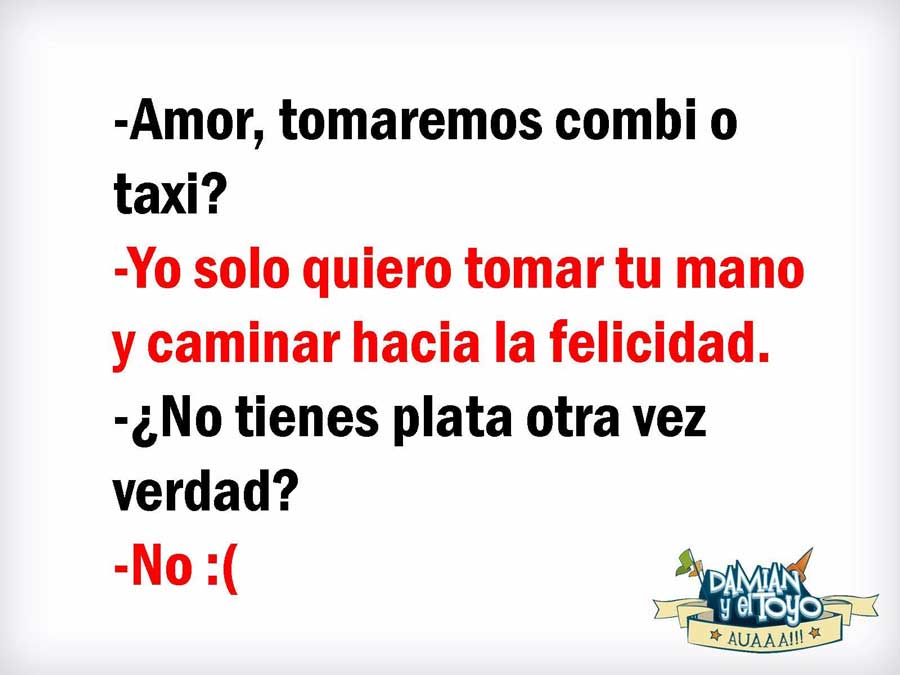 -Amor, tomaremos combi o
taxi?
-Yo solo quiero tomar tu mano
y caminar hacia la felicidad.
-¿No tienes plata otra vez
verdad?
-No :(
DAMIAN
y el TOYO
AUAAA!!!